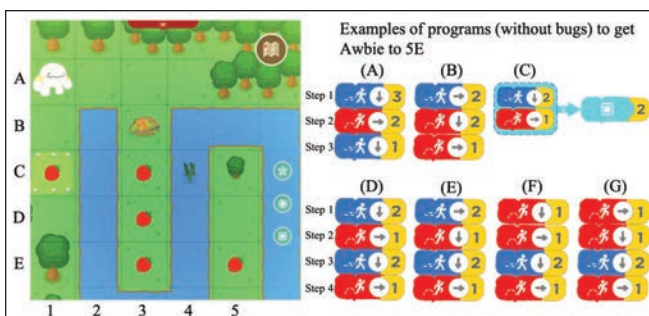 Examples of programs (without bugs) to get
Awbie to 5E
(A) (B) (C)
Step 1 3 2 2
Step 2 2 2 1 2
Step 3 1 1
(D) (E) (F) (G)
Step 1 2 2 1 1
Step 2 1 1 1 1
Step 3 2 2 2 2
Step 4 1 1 1 1
A
B
C
D
E
1 2 3 4 5